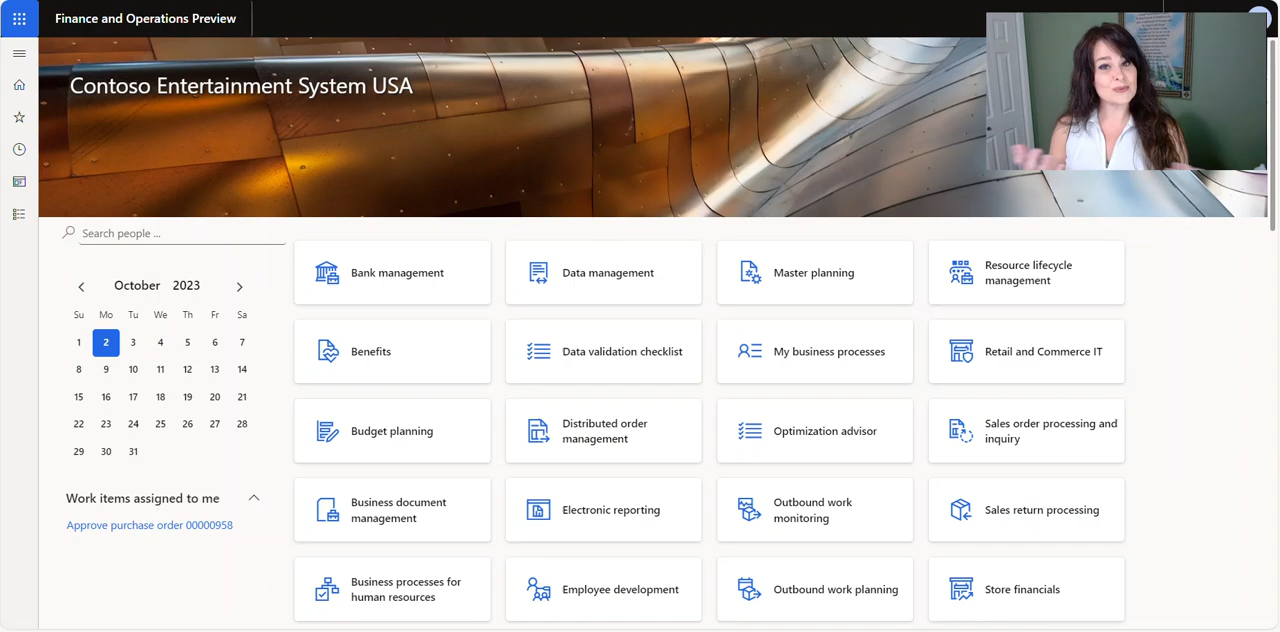 Finance and Operations Preview
Contoso Entertainment System USA
Search people ...
October 2023
Su Mo Tu We Th Fr Sa
1 2 3 4 5 6 7
8 9 10 11 12 13 14
15 16 17 18 19 20 21
22 23 24 25 26 27 28
29 30 31
Work items assigned to me
Approve purchase order 00000958
Bank management
Data management
Master planning
Resource lifecycle
management
Benefits
Data validation checklist
My business processes
Retail and Commerce IT
Budget planning
Distributed order
management
Optimization advisor
Sales order processing and
inquiry
Business document
management
Electronic reporting
Outbound work
monitoring
Sales return processing
Business processes for
human resources
Employee development
Outbound work planning
Store financials